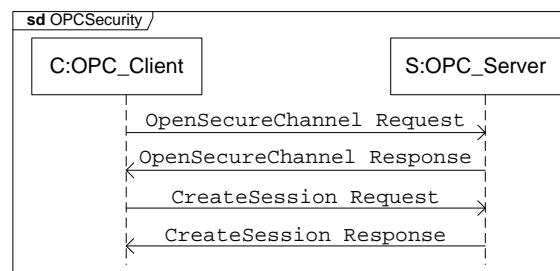 sd OPCSecurity
C:OPC_Client
S:OPC_Server
OpenSecureChannel Request
OpenSecureChannel Response
CreateSession Request
CreateSession Response